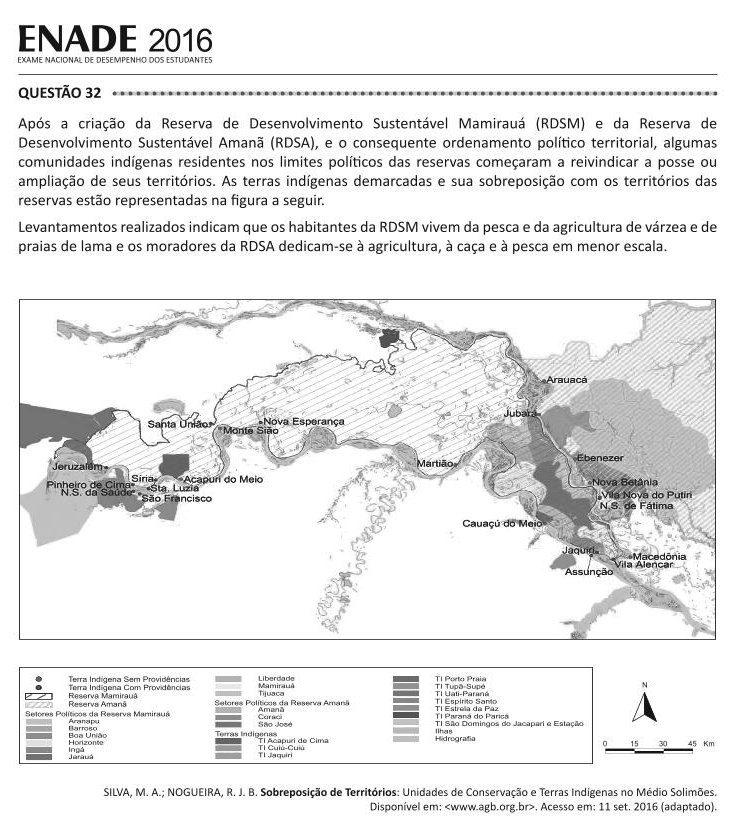 ENADE 2016
EXAME NACIONAL DE DESEMPENHO DOS ESTUDANTES
QUESTÃO 32
Após a criação da Reserva de Desenvolvimento Sustentável Mamirauá (RDSM) e da Reserva de
Desenvolvimento Sustentável Amanã (RDSA), e o consequente ordenamento político territorial, algumas
comunidades indígenas residentes nos limites políticos das reservas começaram a reivindicar a posse ou
ampliação de seus territórios. As terras indígenas demarcadas e sua sobreposição com os territórios das
reservas estão representadas na figura a seguir.
Levantamentos realizados indicam que os habitantes da RDSM vivem da pesca e da agricultura de várzea e de
praias de lama e os moradores da RDSA dedicam-se à agricultura, à caça e à pesca em menor escala.
Arauacá
Jubará
Santa União
Nova Esperança
Monte Sião
Ebenezer
Martião
Jeruzalém
Síria
Acapuri do Meio
Pinheiro de Cima
Sta. Luzia
N.S. da Saúde
São Francisco
Nova Betânia
Vila Nova do Putiri
N.S. de Fátima
Cauaçú do Meio
Jaquiri
Macedônia
Vila Alencar
Assunção
Terra Indígena Sem Providências
Terra Indígena Com Providências
Reserva Mamirauá
Reserva Amanã
Setores Políticos da Reserva Mamirauá
Aranapu
Barroso
Boa União
Horizonte
Ingá
Jarauá
Liberdade
Mamirauá
Tijuaca
Setores Políticos da Reserva Amanã
Amanã
Coraci
São José
Terras Indígenas
TI Acapuri de Cima
TI Cuiú-Cuiú
TI Jaquiri
TI Porto Praia
TI Tupã-Supé
TI Uati-Paraná
TI Espírito Santo
TI Estrela da Paz
TI Paraná do Paricá
TI São Domingos do Jacapari e Estação
Ilhas
Hidrografia
N
0 15 30 45 Km
SILVA, M. A.; NOGUEIRA, R. J. B. Sobreposição de Territórios: Unidades de Conservação e Terras Indígenas no Médio Solimões.
Disponível em: <www.agb.org.br>. Acesso em: 11 set. 2016 (adaptado).